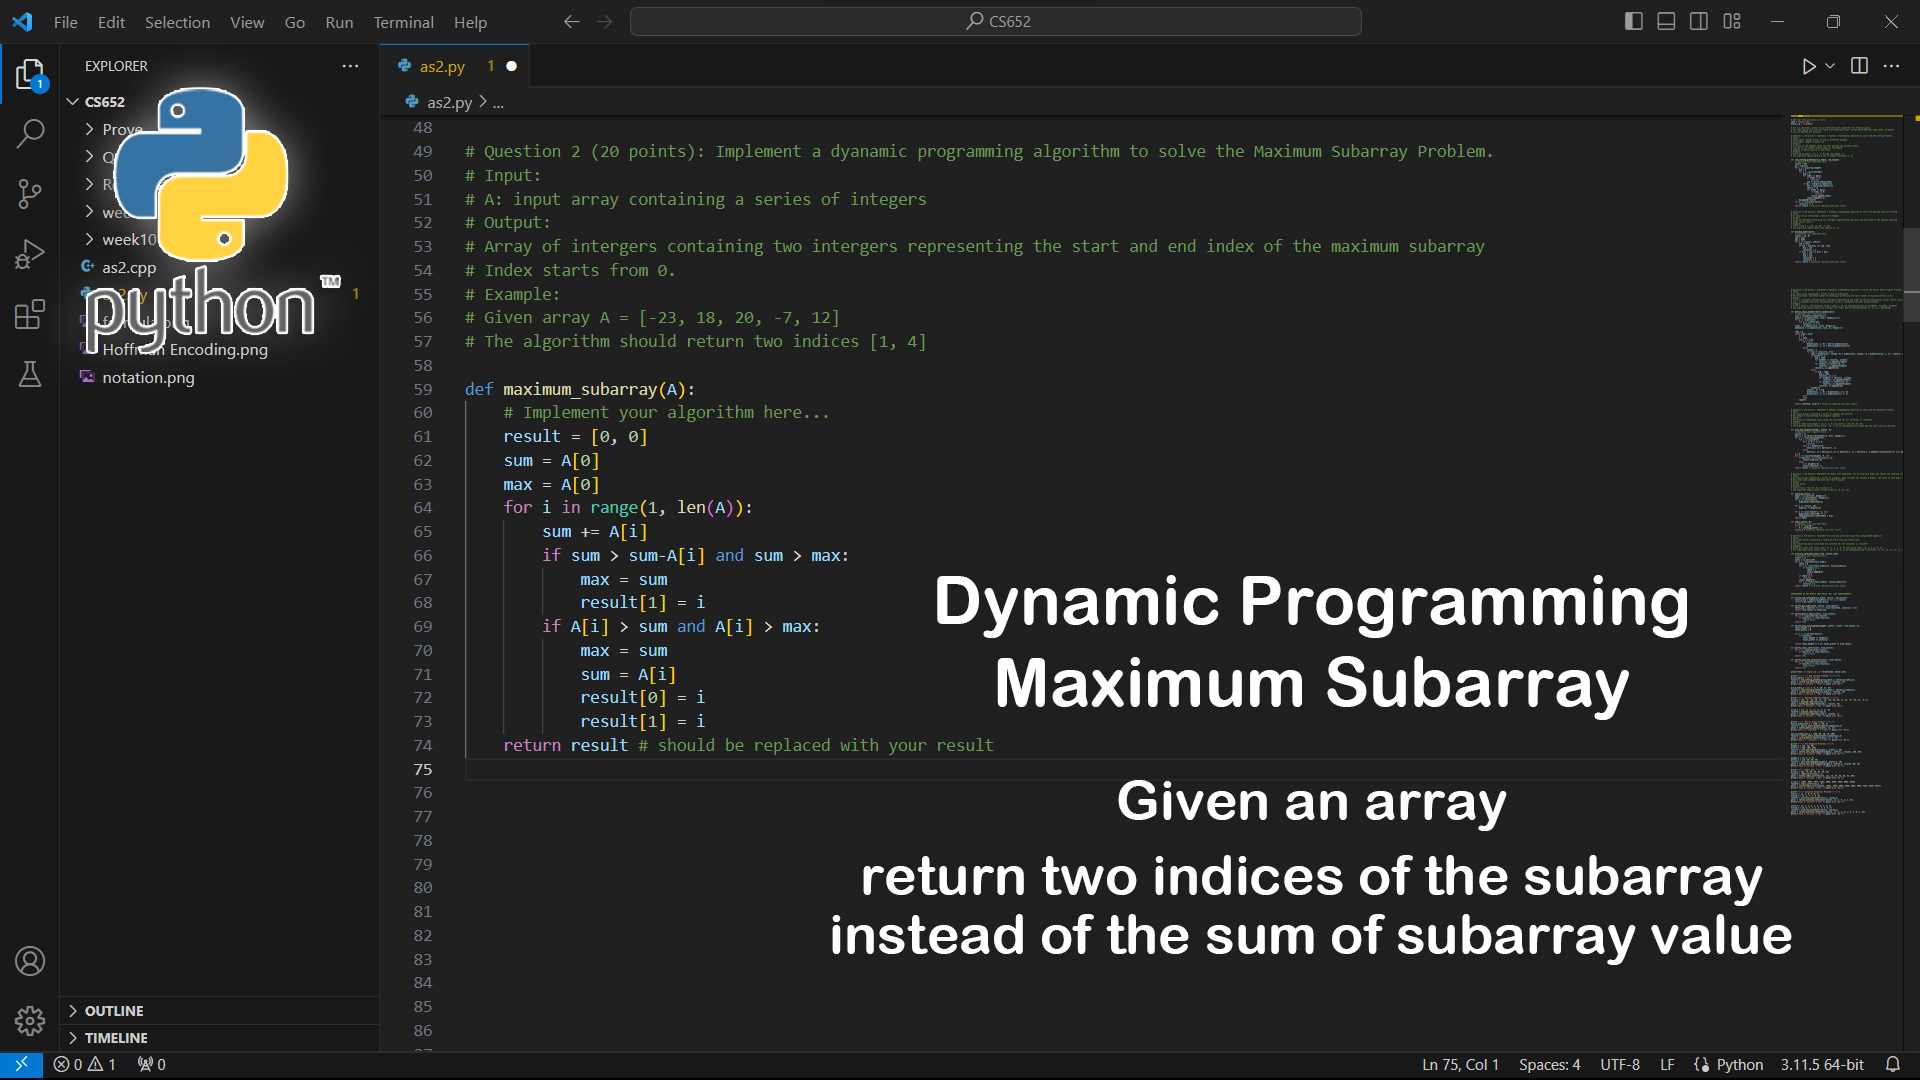 File Edit Selection View Go Run Terminal Help
CS652
EXPLORER
CS652
Prove
week10
as2.cpp
Hoffman Encoding.png
notation.png
python™
1
1
OUTLINE
TIMELINE
as2.py 1
as2.py > ...
48
49 # Question 2 (20 points): Implement a dyanamic programming algorithm to solve the Maximum Subarray Problem.
50 # Input:
51 # A: input array containing a series of integers
52 # Output:
53 # Array of intergers containing two intergers representing the start and end index of the maximum subarray
54 # Index starts from 0.
55 # Example:
56 # Given array A = [-23, 18, 20, -7, 12]
57 # The algorithm should return two indices [1, 4]
58
59 def maximum_subarray(A):
60 # Implement your algorithm here...
61 result = [0, 0]
62 sum = A[0]
63 max = A[0]
64 for i in range(1, len(A)):
65 sum += A[i]
66 if sum > sum-A[i] and sum > max:
67 max = sum
68 result[1] = i
69 if A[i] > sum and A[i] > max:
70 max = sum
71 sum = A[i]
72 result[0] = i
73 result[1] = i
74 return result # should be replaced with your result
75
76
77
78
79
80
81
82
83
84
85
86
Dynamic Programming
Maximum Subarray
Given an array
return two indices of the subarray
instead of the sum of subarray value
0 1 0
Ln 75, Col 1 Spaces: 4 UTF-8 LF Python 3.11.5 64-bit